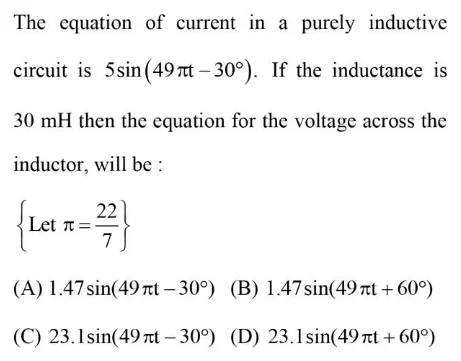 The equation of current in a purely inductive
circuit is 5sin(49πt – 30°). If the inductance is
30 mH then the equation for the voltage across the
inductor, will be :
{Let π = 22/7}
(A) 1.47sin(49πt – 30°) (B) 1.47sin(49πt + 60°)
(C) 23.1sin(49πt – 30°) (D) 23.1sin(49πt + 60°)